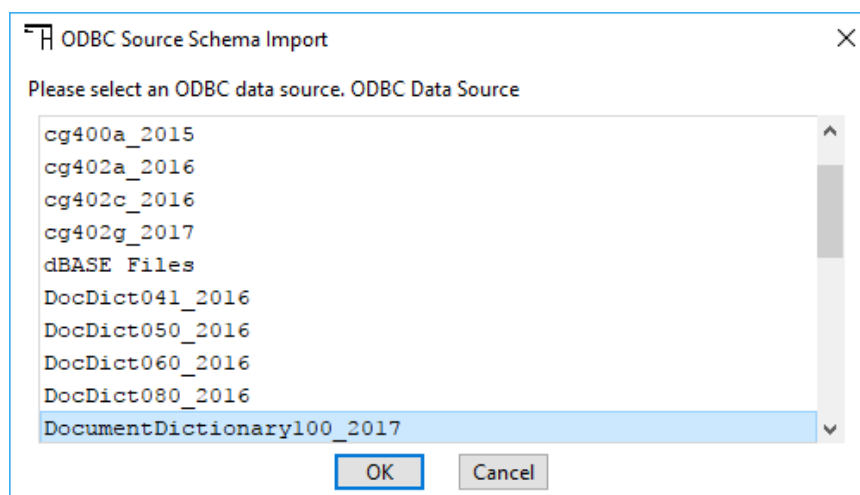 ODBC Source Schema Import
Please select an ODBC data source. ODBC Data Source
cg400a_2015
cg402a_2016
cg402c_2016
cg402g_2017
dBASE Files
DocDict041_2016
DocDict050_2016
DocDict060_2016
DocDict080_2016
DocumentDictionary100_2017
OK Cancel